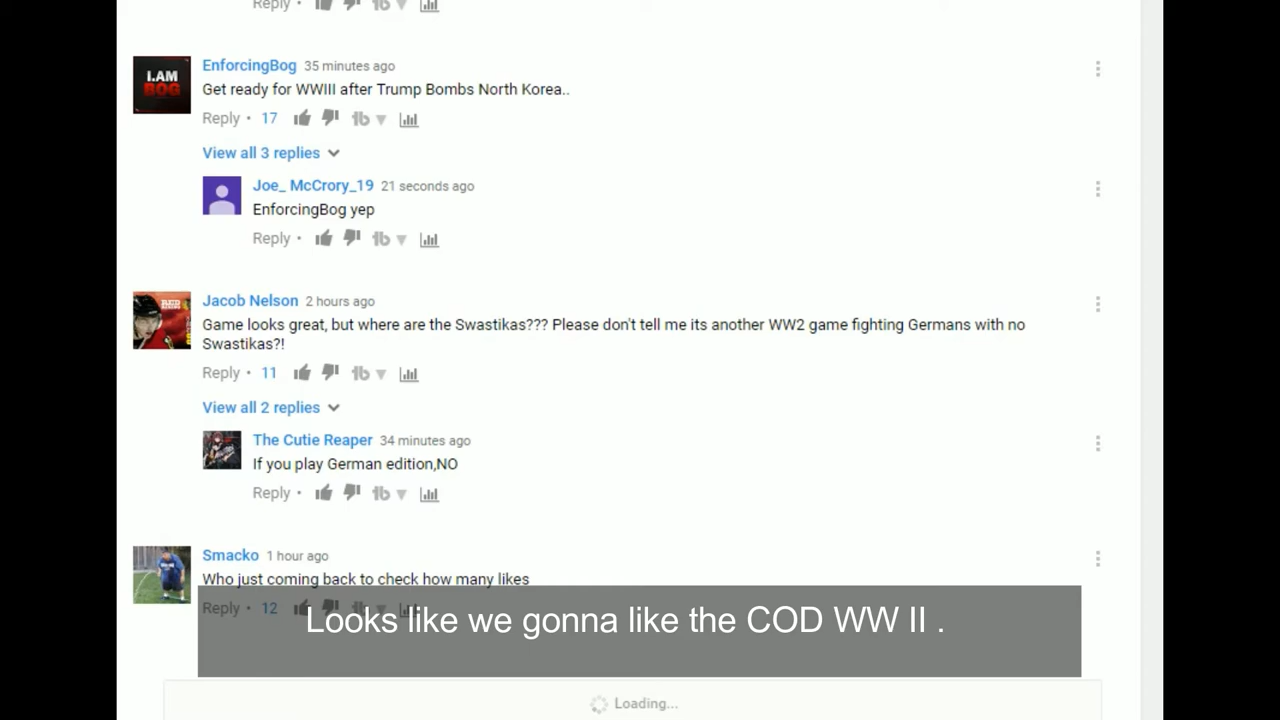 Reply •
EnforcingBog 35 minutes ago
I.AM
BOG
Get ready for WWIII after Trump Bombs North Korea..
Reply • 17
View all 3 replies
Joe_ McCrory_19 21 seconds ago
EnforcingBog yep
Reply •
Jacob Nelson 2 hours ago
Game looks great, but where are the Swastikas??? Please don't tell me its another WW2 game fighting Germans with no
Swastikas?!
Reply • 11
View all 2 replies
The Cutie Reaper 34 minutes ago
If you play German edition,NO
Reply •
Smacko 1 hour ago
Who just coming back to check how many likes
Reply • 12
Looks like we gonna like the COD WW II .
Loading...